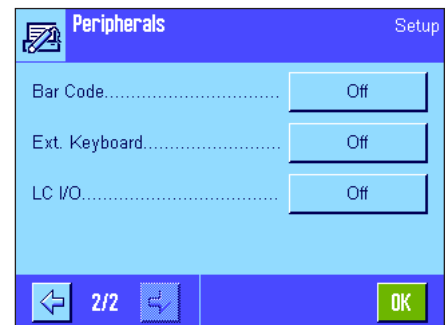 Peripherals Setup
Bar Code.............................. Off
Ext. Keyboard........................ Off
LC I/O.................................. Off
2/2 OK